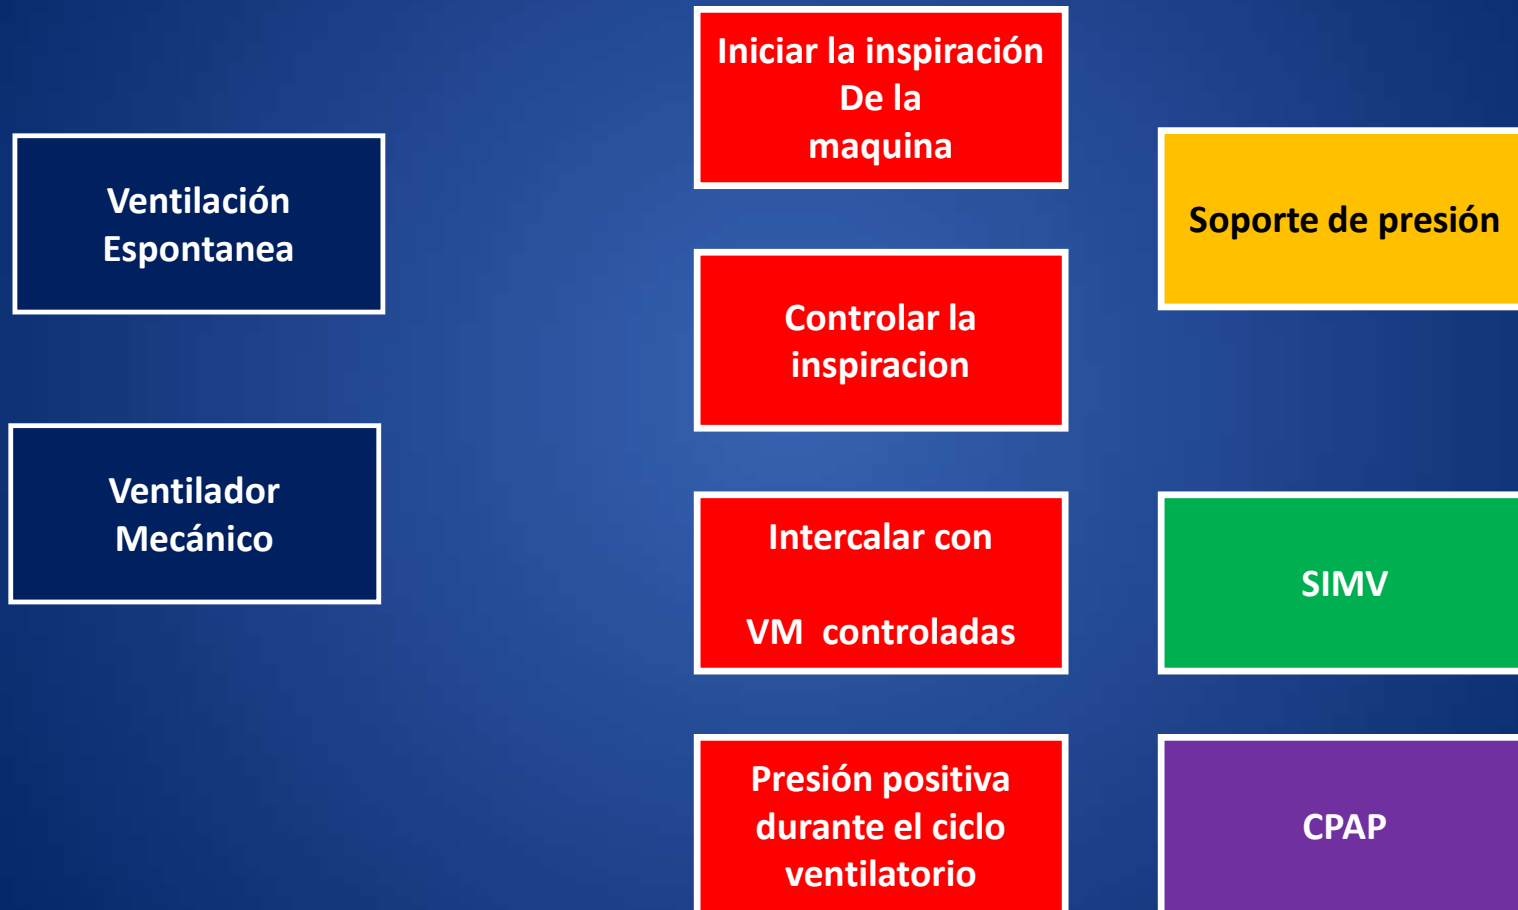 Ventilación
Espontanea
Ventilador
Mecánico
Iniciar la inspiración
De la
maquina
Controlar la
inspiracion
Intercalar con
VM controladas
Presión positiva
durante el ciclo
ventilatorio
Soporte de presión
SIMV
CPAP